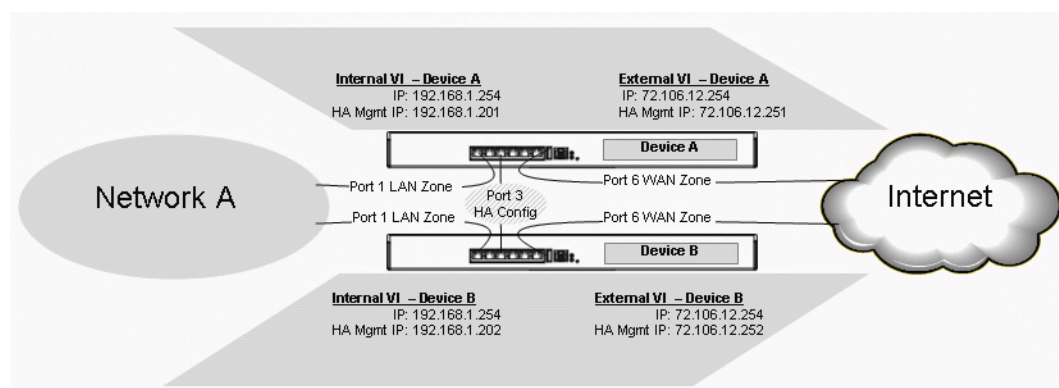 Internal VI – Device A
IP: 192.168.1.254
HA Mgmt IP: 192.168.1.201
External VI – Device A
IP: 72.106.12.254
HA Mgmt IP: 72.106.12.251
Device A
Network A
Port 1 LAN Zone
Port 3
HA Config
Port 6 WAN Zone
Internet
Port 1 LAN Zone
Port 6 WAN Zone
Device B
Internal VI – Device B
IP: 192.168.1.254
HA Mgmt IP: 192.168.1.202
External VI – Device B
IP: 72.106.12.254
HA Mgmt IP: 72.106.12.252